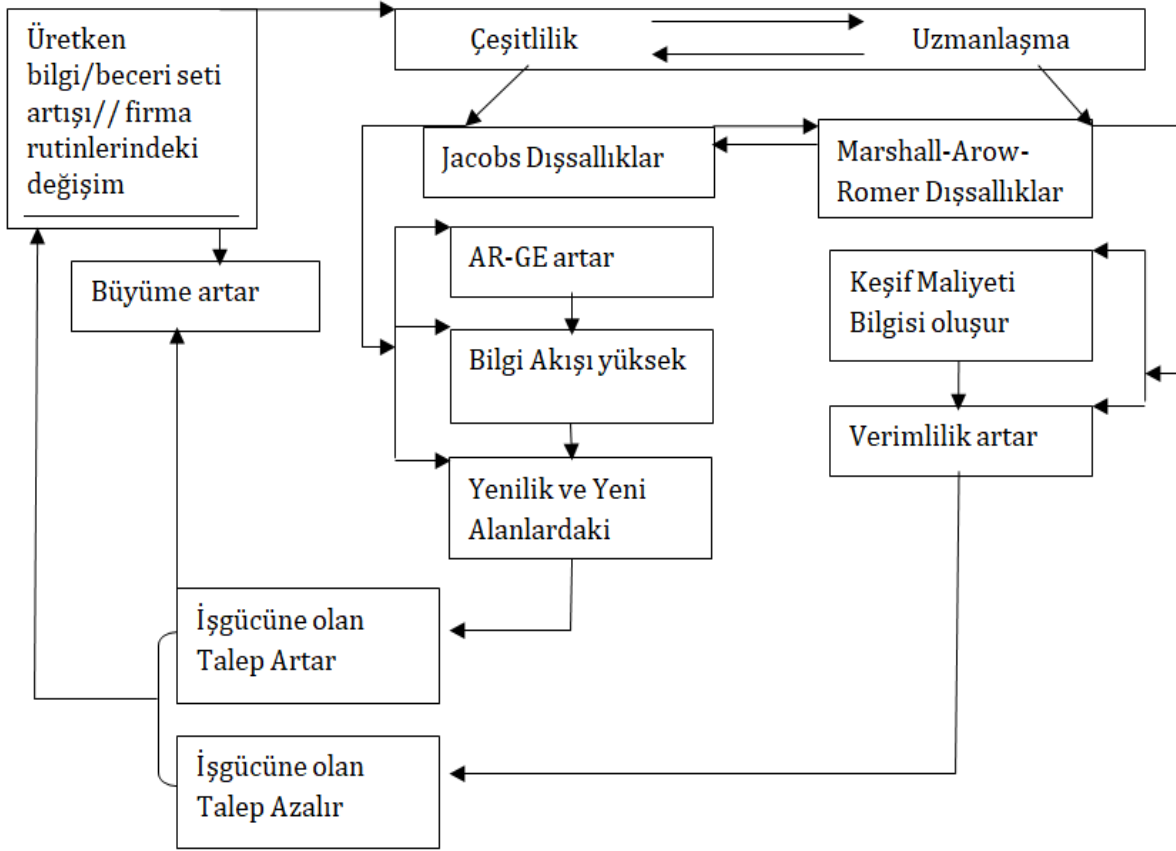 Üretken
bilgi/beceri seti
artışı// firma
rutinlerindeki
değişim
Çeşitlilik
Uzmanlaşma
Jacobs Dışsallıklar
Marshall-Arow-
Romer Dışsallıklar
Büyüme artar
AR-GE artar
Keşif Maliyeti
Bilgisi oluşur
Bilgi Akışı yüksek
Verimlilik artar
Yenilik ve Yeni
Alanlardaki
İşgücüne olan
Talep Artar
İşgücüne olan
Talep Azalır